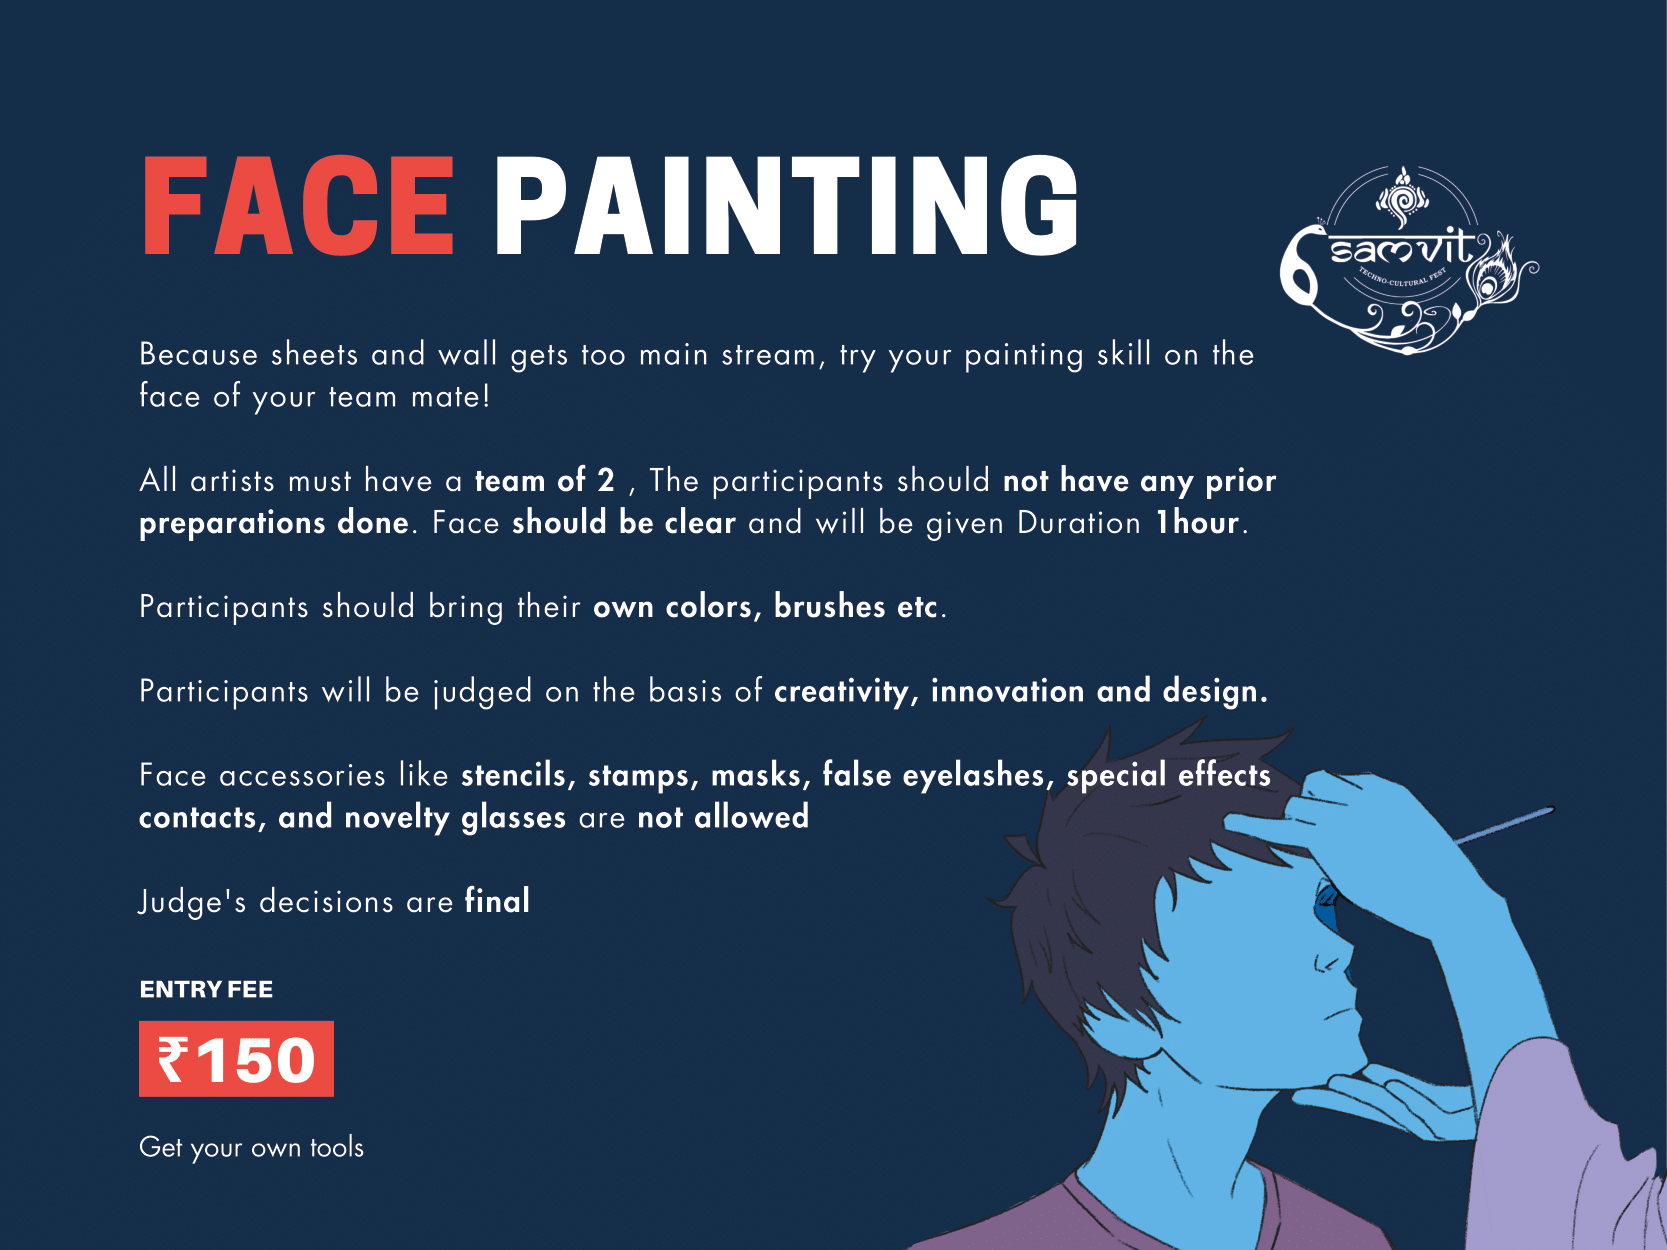 FACE PAINTING
samvit
TECHNO-CULTURAL FEST
Because sheets and wall gets too main stream, try your painting skill on the
face of your team mate!
All artists must have a team of 2 , The participants should not have any prior
preparations done. Face should be clear and will be given Duration 1hour.
Participants should bring their own colors, brushes etc.
Participants will be judged on the basis of creativity, innovation and design.
Face accessories like stencils, stamps, masks, false eyelashes, special effects
contacts, and novelty glasses are not allowed
Judge's decisions are final
ENTRY FEE
₹150
Get your own tools